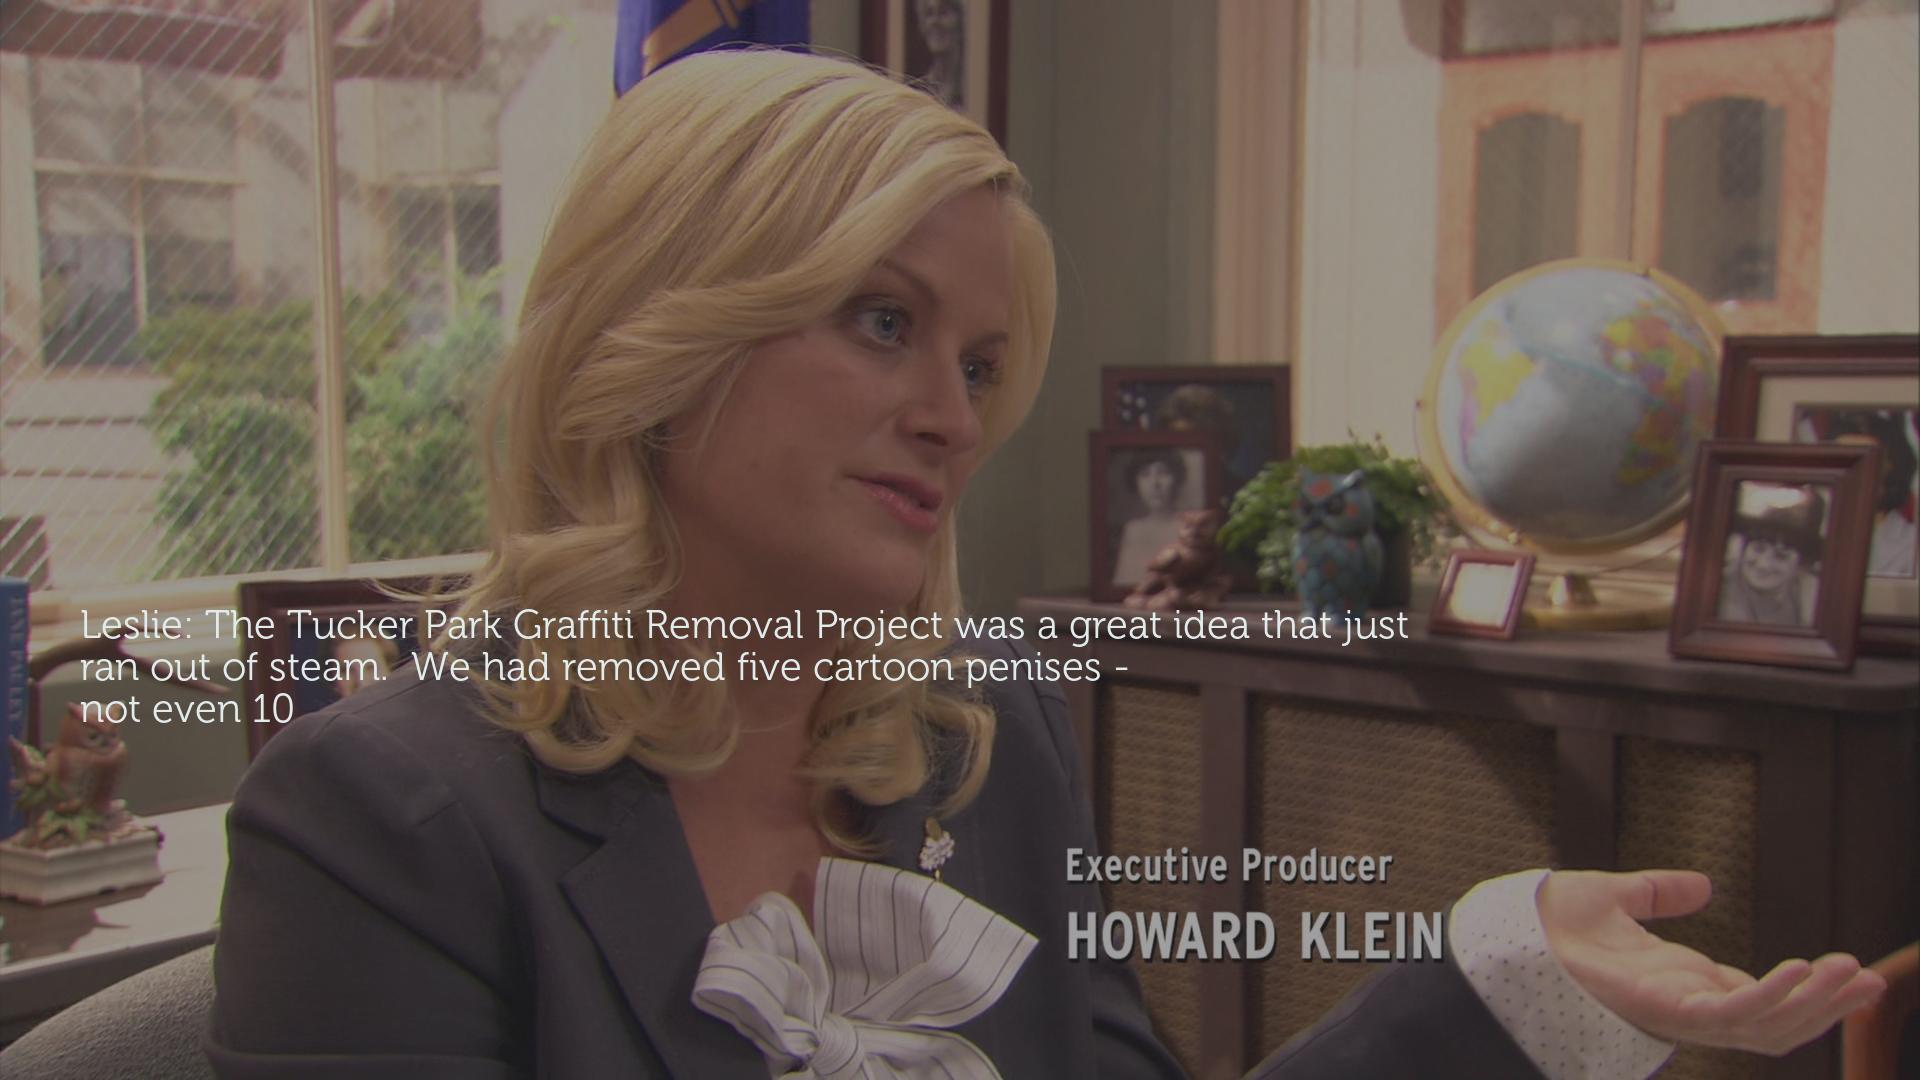 Leslie: The Tucker Park Graffiti Removal Project was a great idea that just
ran out of steam.  We had removed five cartoon penises -
not even 10
Executive Producer
HOWARD KLEIN